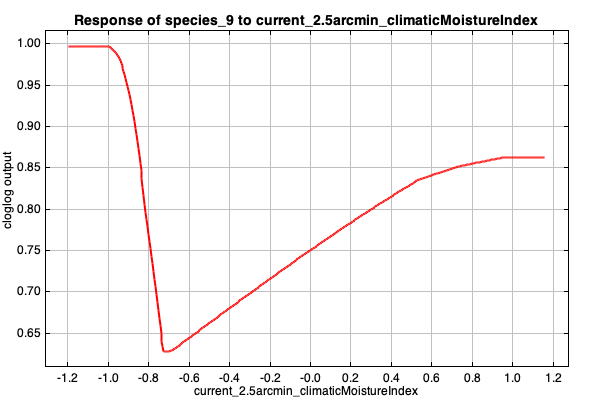 Response of species_9 to current_2.5arcmin_climaticMoistureIndex
1.00
0.95
0.90
0.85
0.80
0.75
0.70
0.65
cloglog output
-1.2 -1.0 -0.8 -0.6 -0.4 -0.2 -0.0 0.2 0.4 0.6 0.8 1.0 1.2
current_2.5arcmin_climaticMoistureIndex